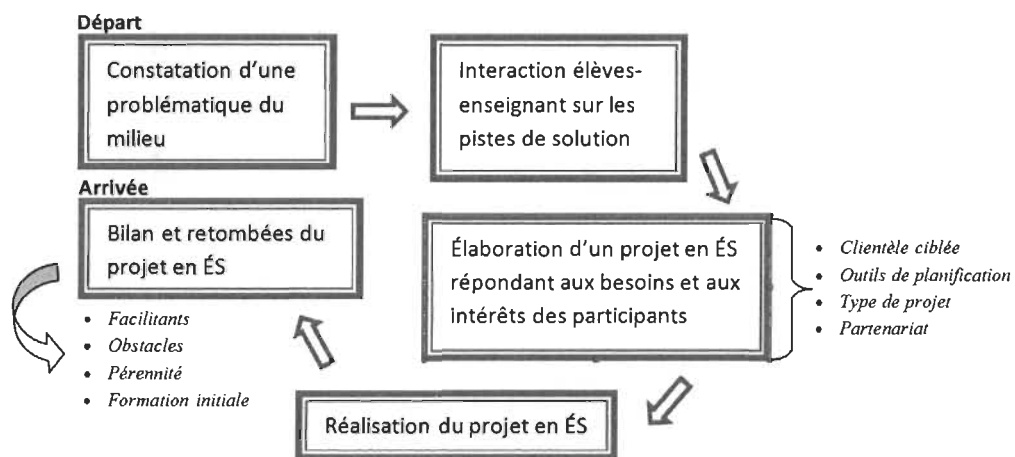 Départ
Constatation d'une
problématique du
milieu
Interaction élèves-
enseignant sur les
pistes de solution
Élaboration d'un projet en ÉS
répondant aux besoins et aux
intérêts des participants
• Clientèle ciblée
• Outils de planification
• Type de projet
• Partenariat
Réalisation du projet en ÉS
Arrivée
Bilan et retombées du
projet en ÉS
• Facilitants
• Obstacles
• Pérennité
• Formation initiale